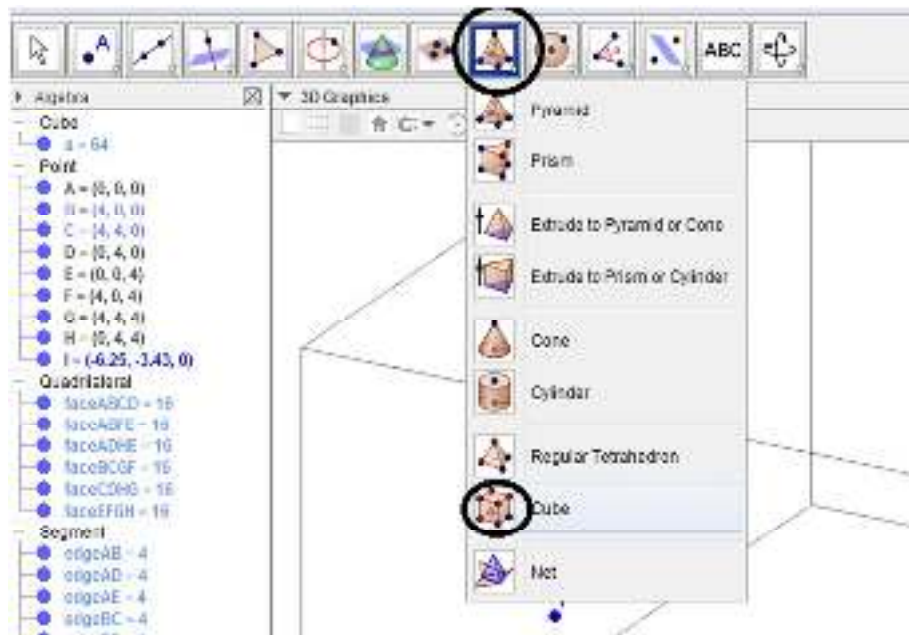 ABC
Algebra
Cube
a = 64
Point
A = (0, 0, 0)
B = (4, 0, 0)
C = (4, 4, 0)
D = (0, 4, 0)
E = (0, 0, 4)
F = (4, 0, 4)
G = (4, 4, 4)
H = (0, 4, 4)
I = (-6.25, -3.43, 0)
Quadrilateral
faceABCD = 16
faceABFE = 16
faceADHE = 16
faceBCGF = 16
faceCDHG = 16
faceEFGH = 16
Segment
edgeAB = 4
edgeAD = 4
edgeAE = 4
edgeBC = 4
3D Graphics
Pyramid
Prism
Extrude to Pyramid or Cone
Extrude to Prism or Cylinder
Cone
Cylinder
Regular Tetrahedron
Cube
Net